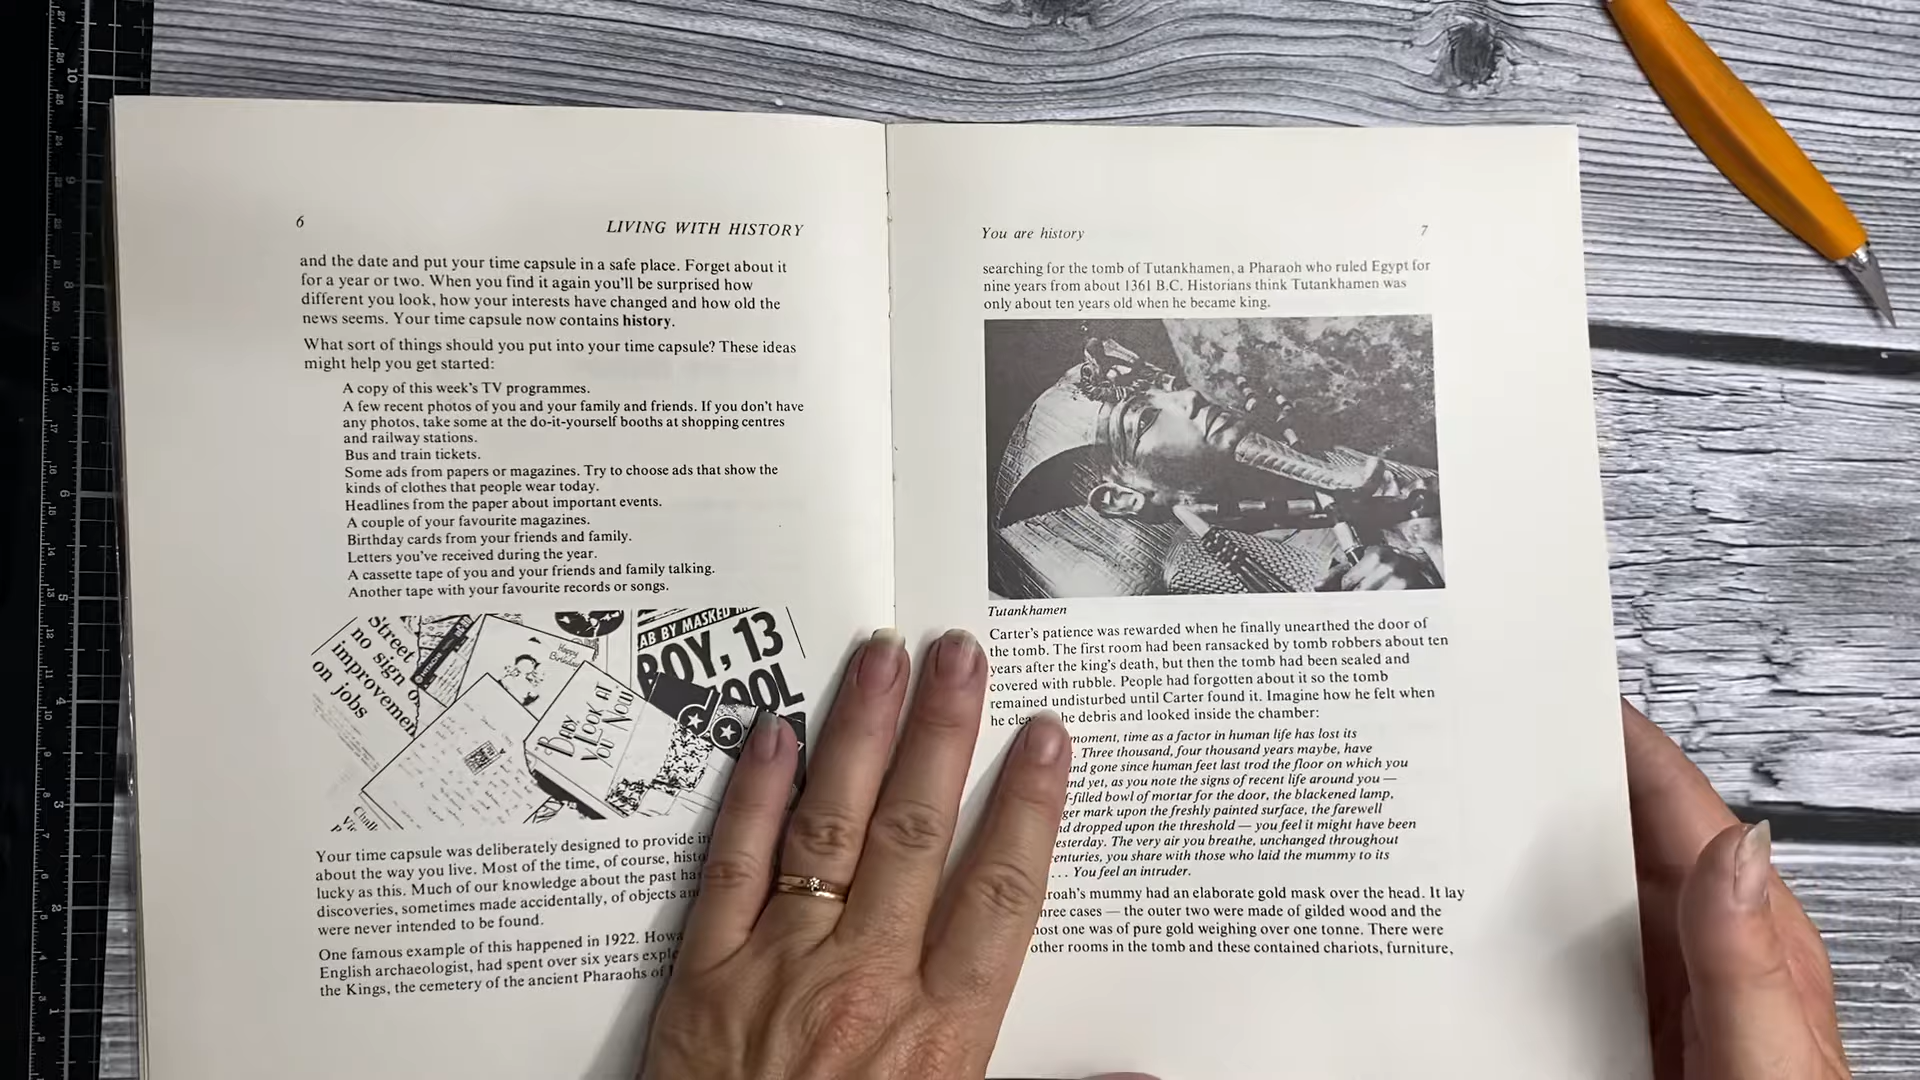 6
LIVING WITH HISTORY
and the date and put your time capsule in a safe place. Forget about it
for a year or two. When you find it again you'll be surprised how
different you look, how your interests have changed and how old the
news seems. Your time capsule now contains history.
What sort of things should you put into your time capsule? These ideas
might help you get started:
A copy of this week's TV programmes.
A few recent photos of you and your family and friends. If you don't have
any photos, take some at the do-it-yourself booths at shopping centres
and railway stations.
Bus and train tickets.
Some ads from papers or magazines. Try to choose ads that show the
kinds of clothes that people wear today.
Headlines from the paper about important events.
A couple of your favourite magazines.
Birthday cards from your friends and family.
Letters you've received during the year.
A cassette tape of you and your friends and family talking.
Another tape with your favourite records or songs.
Street
no sign
improvemen
on jobs
HITACHI
Happy
Birthday
AB BY MASKED
BOY, 13
OOL
BABY,
LOOK AT
YOU NOW
Your time capsule was deliberately designed to provide
about the way you live. Most of the time, of course,
lucky as this. Much of our knowledge about the past
discoveries, sometimes made accidentally, of objects
were never intended to be found.
One famous example of this happened in 1922.
English archaeologist, had spent over six years
the Kings, the cemetery of the ancient Pharaohs of
You are history
7
searching for the tomb of Tutankhamen, a Pharaoh who ruled Egypt for
nine years from about 1361 B.C. Historians think Tutankhamen was
only about ten years old when he became king.
Tutankhamen
Carter's patience was rewarded when he finally unearthed the door of
the tomb. The first room had been ransacked by tomb robbers about ten
years after the king's death, but then the tomb had been sealed and
covered with rubble. People had forgotten about it so the tomb
remained undisturbed until Carter found it. Imagine how he felt when
he debris and looked inside the chamber:
moment, time as a factor in human life has lost its
. Three thousand, four thousand years maybe, have
and gone since human feet last trod the floor on which you
and yet, as you note the signs of recent life around you —
-filled bowl of mortar for the door, the blackened lamp,
ger mark upon the freshly painted surface, the farewell
dropped upon the threshold — you feel it might have been
esterday. The very air you breathe, unchanged throughout
centuries, you share with those who laid the mummy to its
. . . You feel an intruder.
roah's mummy had an elaborate gold mask over the head. It lay
hree cases — the outer two were made of gilded wood and the
most one was of pure gold weighing over one tonne. There were
other rooms in the tomb and these contained chariots, furniture,